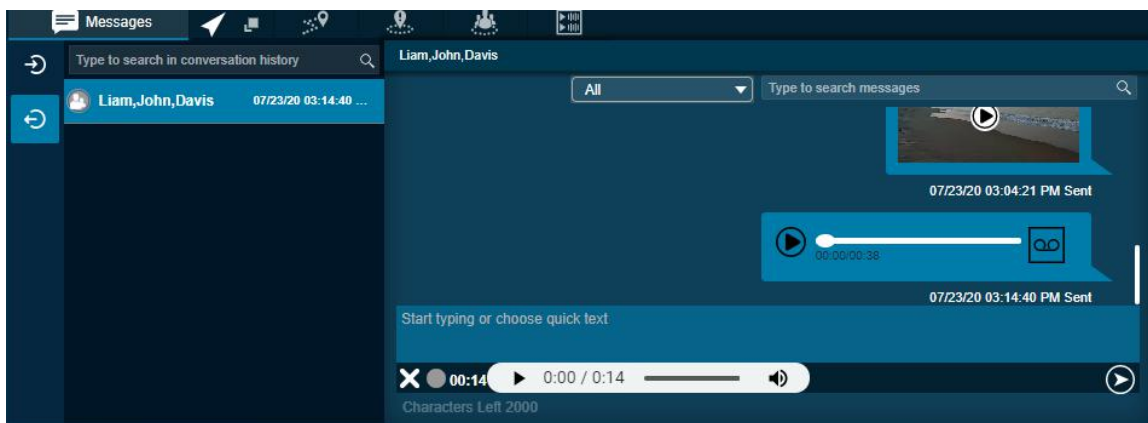 Messages
Type to search in conversation history
Liam,John,Davis 07/23/20 03:14:40 ...
Liam,John,Davis
All
Type to search messages
07/23/20 03:04:21 PM Sent
00:00/00:38
07/23/20 03:14:40 PM Sent
Start typing or choose quick text
00:14
0:00 / 0:14
Characters Left 2000